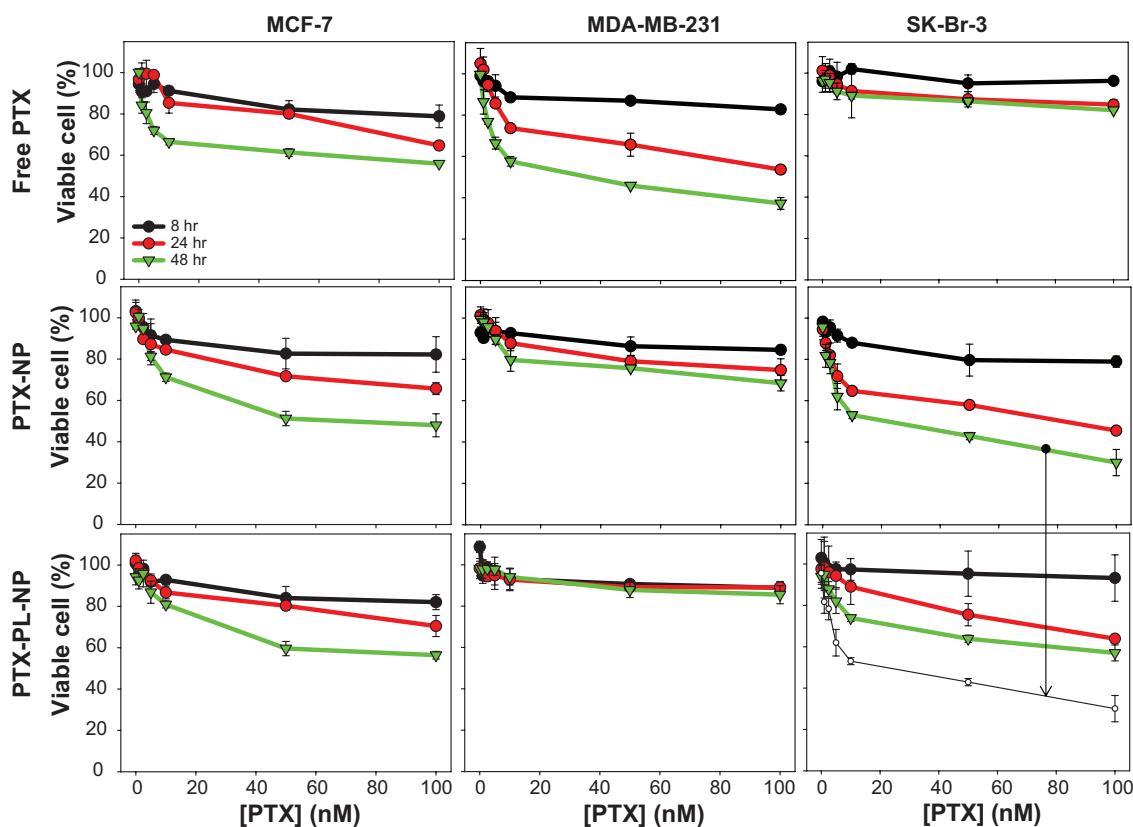 MCF-7 MDA-MB-231 SK-Br-3
Free PTX
Viable cell (%)
100
80
60
40
20
0
8 hr
24 hr
48 hr
PTX-NP
Viable cell (%)
100
80
60
40
20
0
PTX-PL-NP
Viable cell (%)
100
80
60
40
20
0
0 20 40 60 80 100 0 20 40 60 80 100 0 20 40 60 80 100
[PTX] (nM) [PTX] (nM) [PTX] (nM)